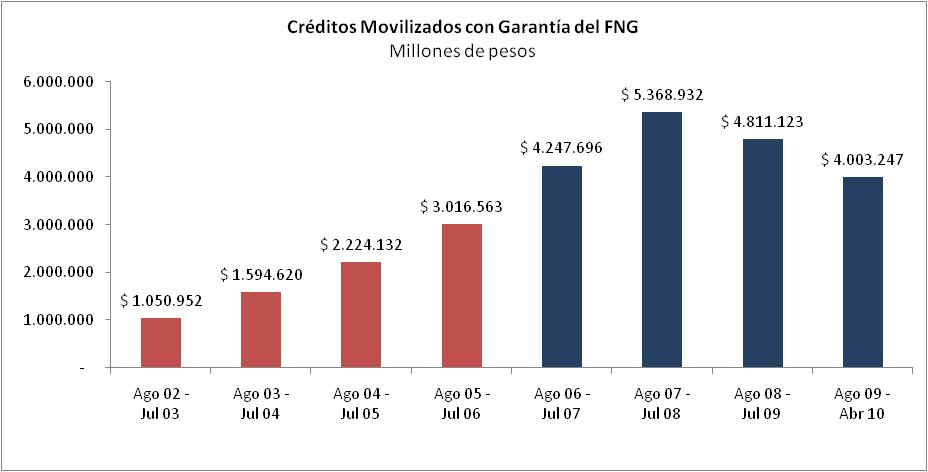 Créditos Movilizados con Garantía del FNG
Millones de pesos
6.000.000
5.000.000
4.000.000
3.000.000
2.000.000
1.000.000
-
$ 1.050.952
$ 1.594.620
$ 2.224.132
$ 3.016.563
$ 4.247.696
$ 5.368.932
$ 4.811.123
$ 4.003.247
Ago 02 -
Jul 03
Ago 03 -
Jul 04
Ago 04 -
Jul 05
Ago 05 -
Jul 06
Ago 06 -
Jul 07
Ago 07 -
Jul 08
Ago 08 -
Jul 09
Ago 09 -
Abr 10